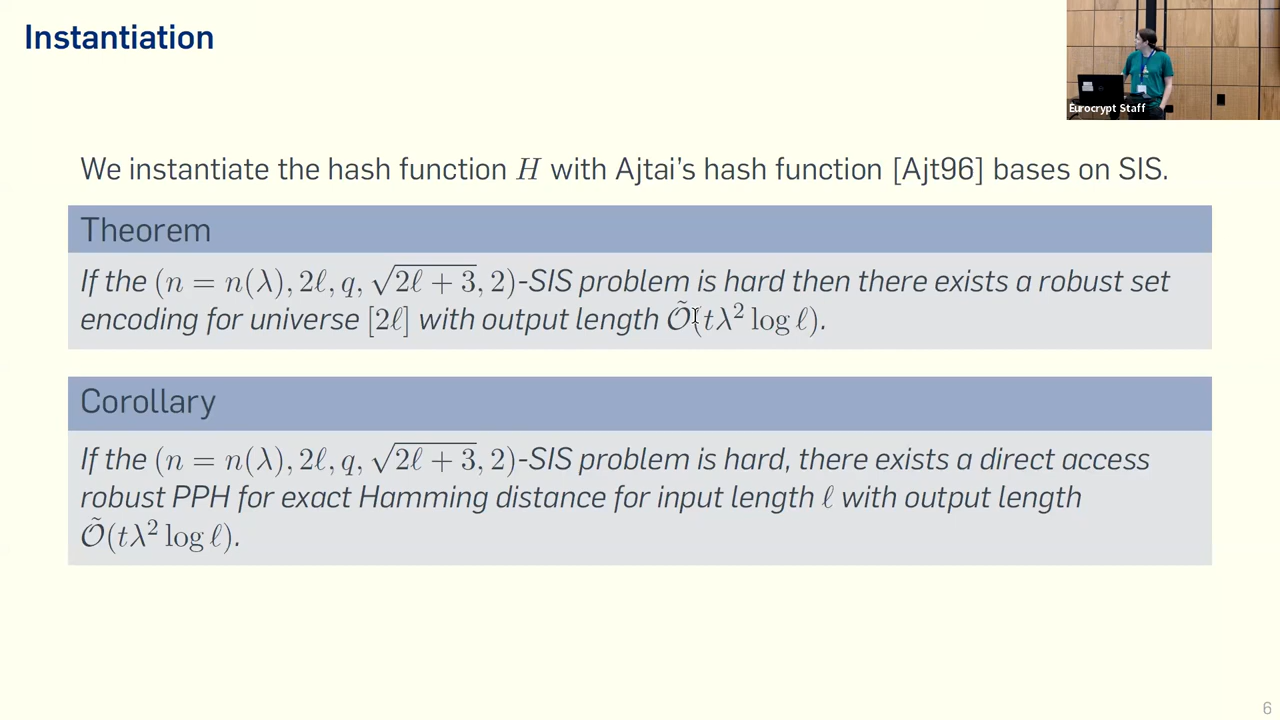 Instantiation
Eurocrypt Staff
We instantiate the hash function H with Ajtai's hash function [Ajt96] bases on SIS.
Theorem
If the (n = n(λ), 2ℓ, q, √(2ℓ + 3), 2)-SIS problem is hard then there exists a robust set
encoding for universe [2ℓ] with output length Õ(tλ² log ℓ).
Corollary
If the (n = n(λ), 2ℓ, q, √(2ℓ + 3), 2)-SIS problem is hard, there exists a direct access
robust PPH for exact Hamming distance for input length ℓ with output length
Õ(tλ² log ℓ).
6